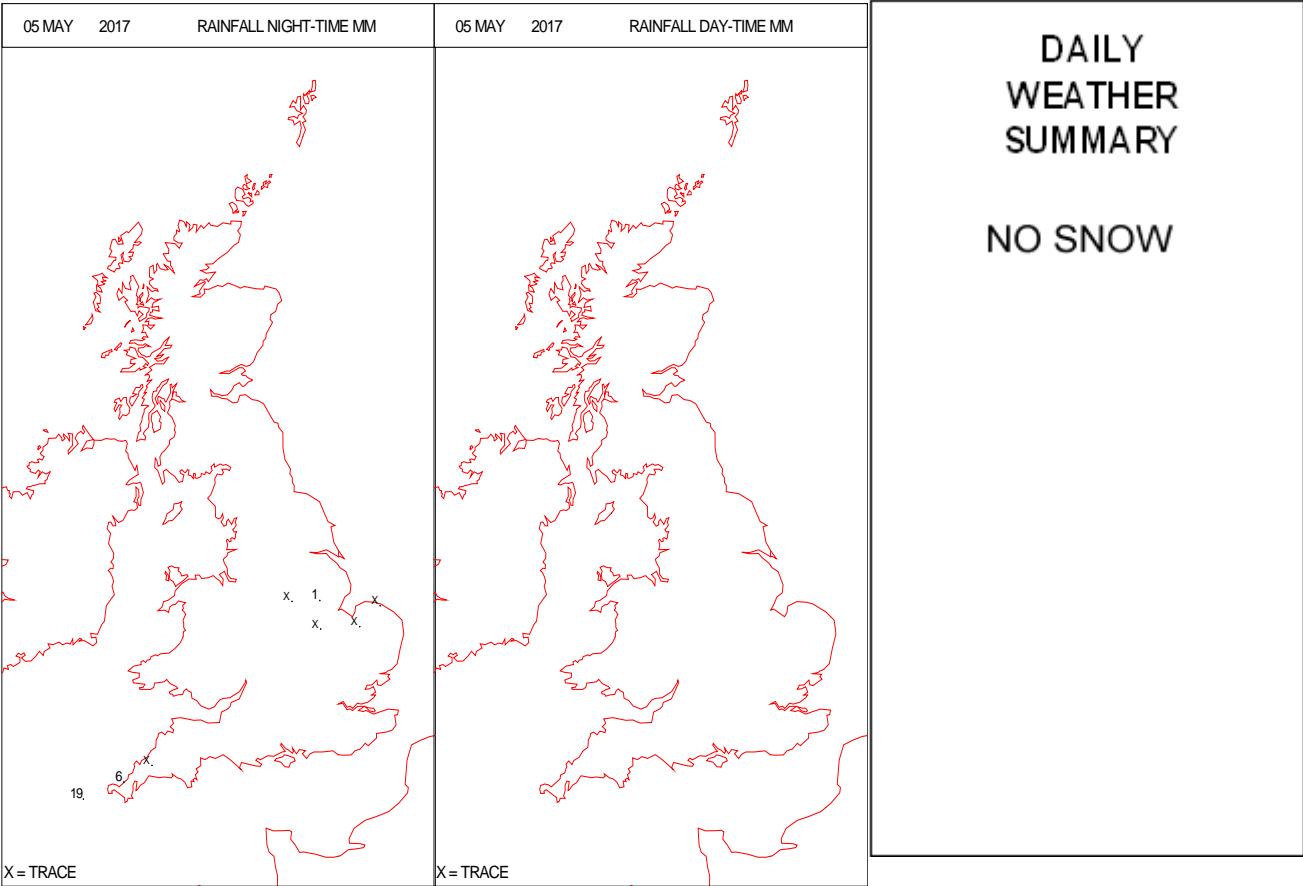 05 MAY 2017 RAINFALL NIGHT-TIME MM
x. 1. x.
x. x.
x.
6.
19.
X = TRACE
05 MAY 2017 RAINFALL DAY-TIME MM
X = TRACE
DAILY
WEATHER
SUMMARY
NO SNOW